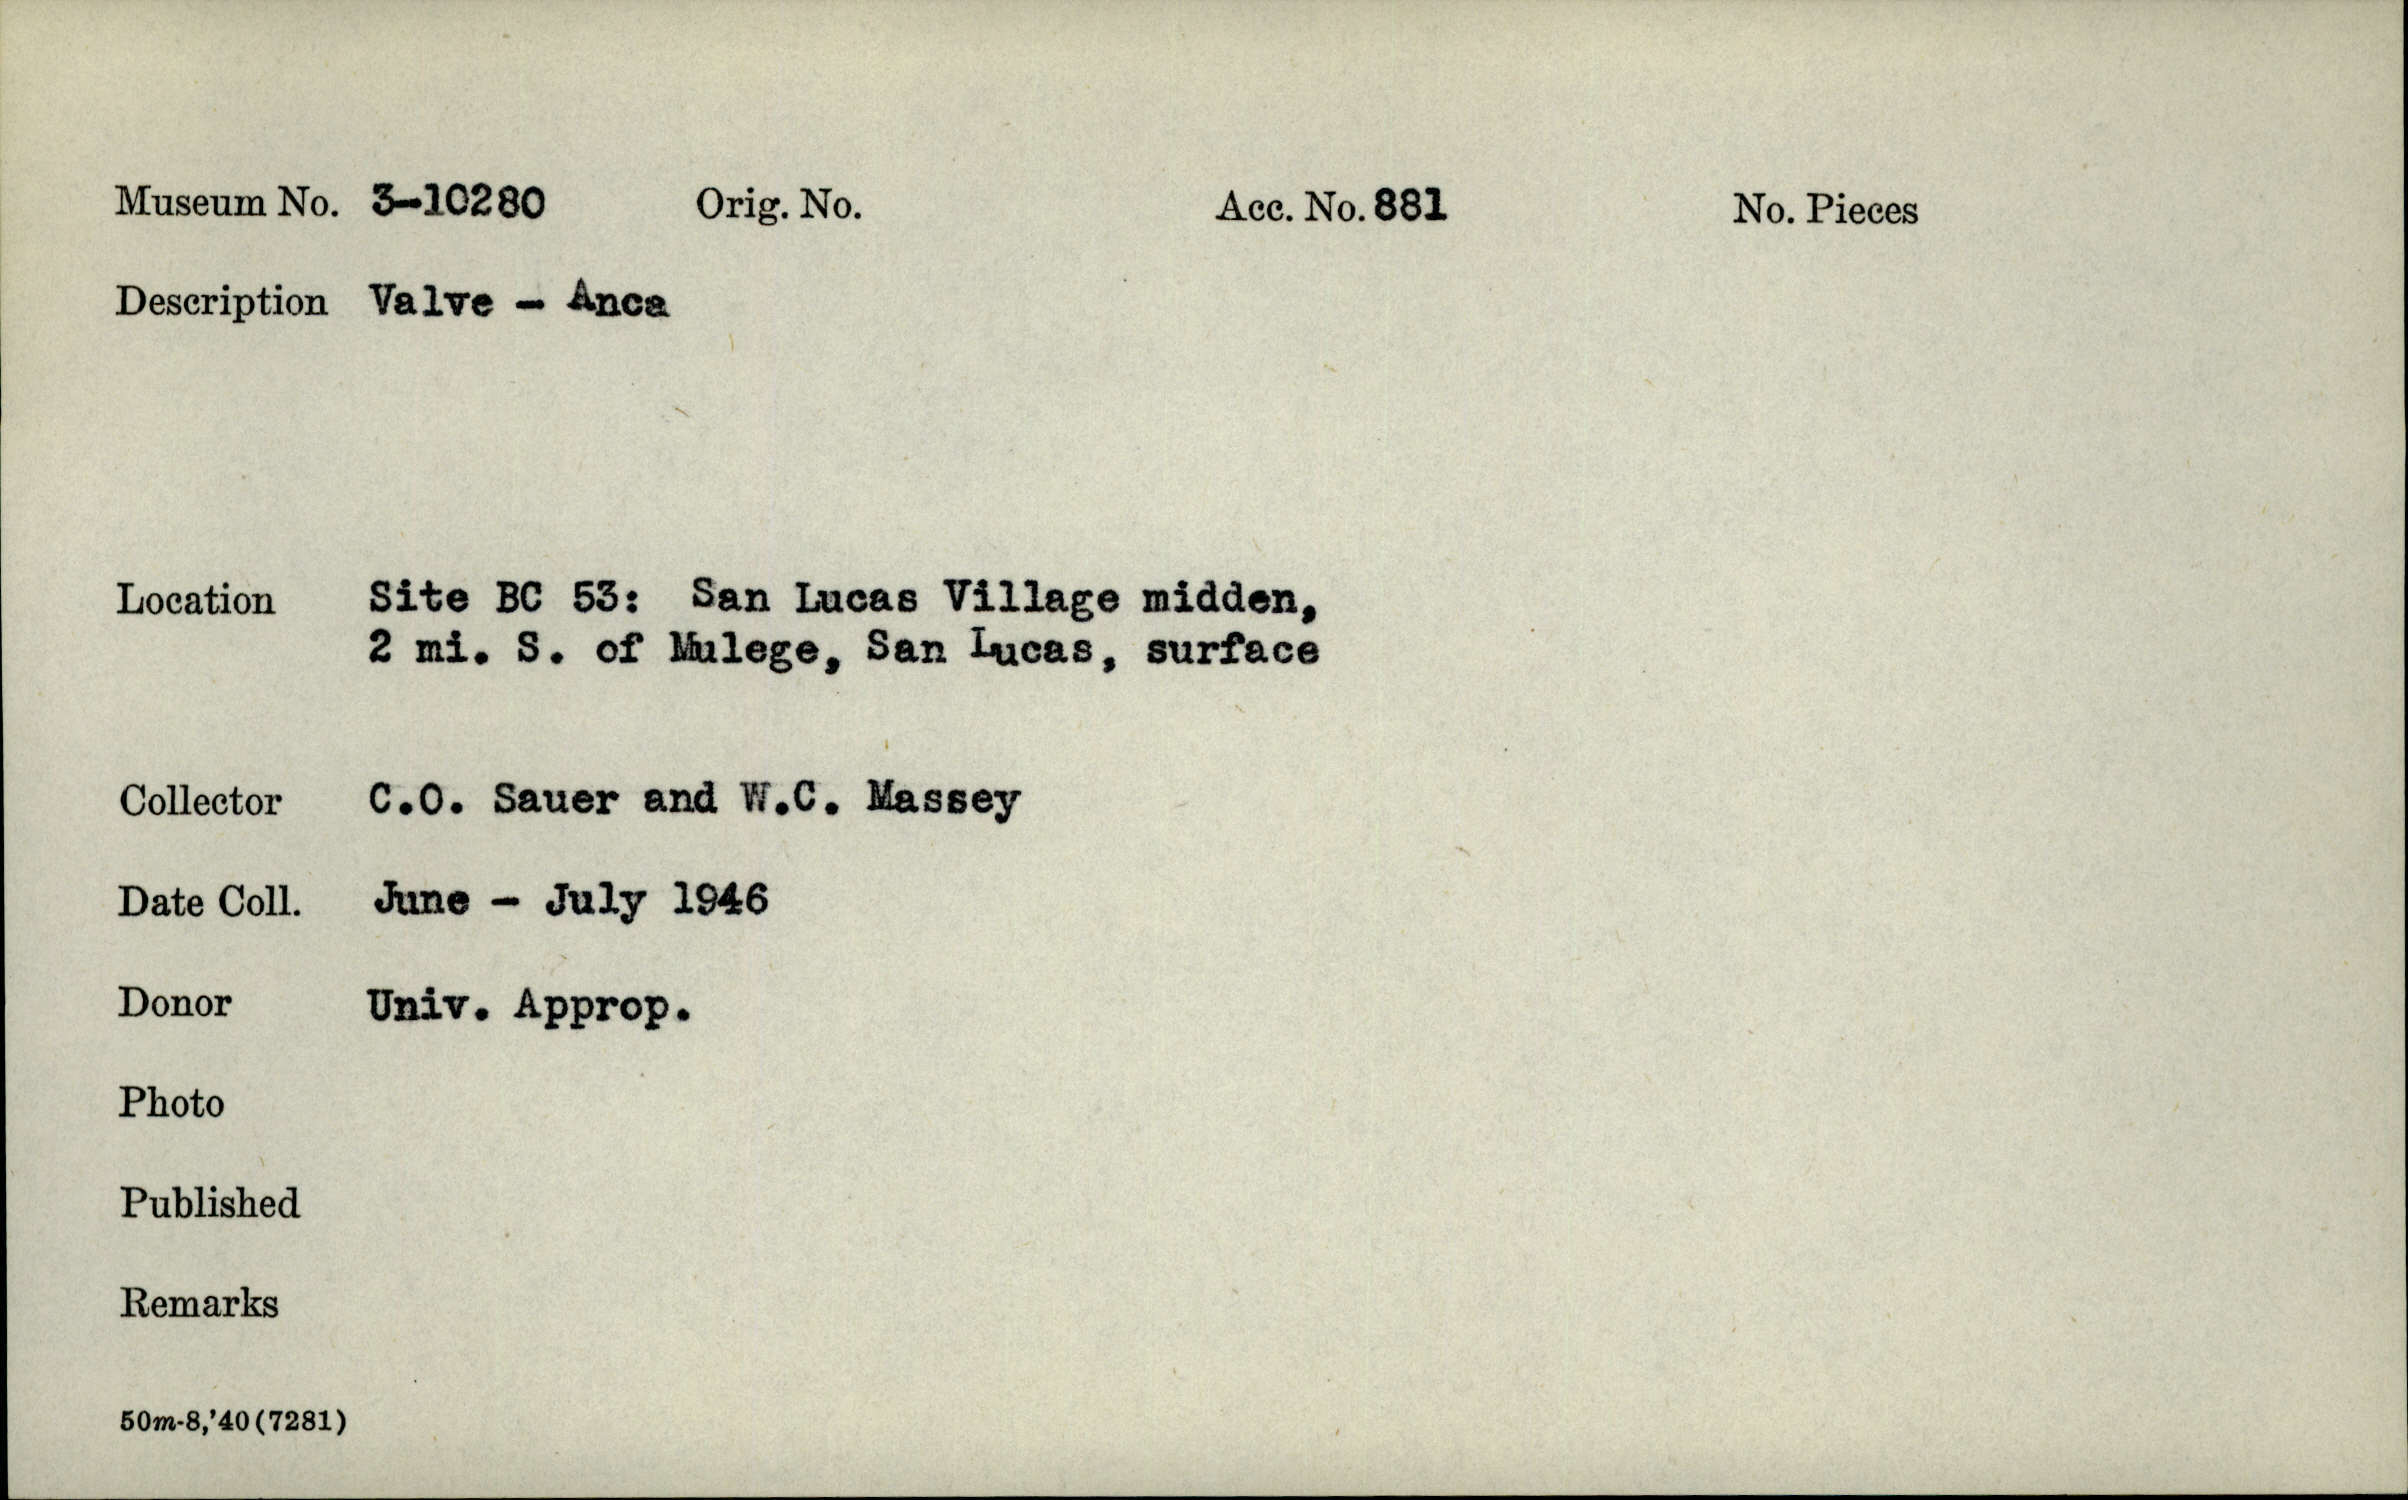 Museum No. 3-10280 Orig. No. Acc. No. 881 No. Pieces
Description Valve - Anca
Location Site BC 53: San Lucas Village midden,
2 mi. S. of Mulege, San Lucas, surface
Collector C.O. Sauer and W.C. Massey
Date Coll. June - July 1946
Donor Univ. Approp.
Photo
Published
Remarks
50m-8,'40(7281)